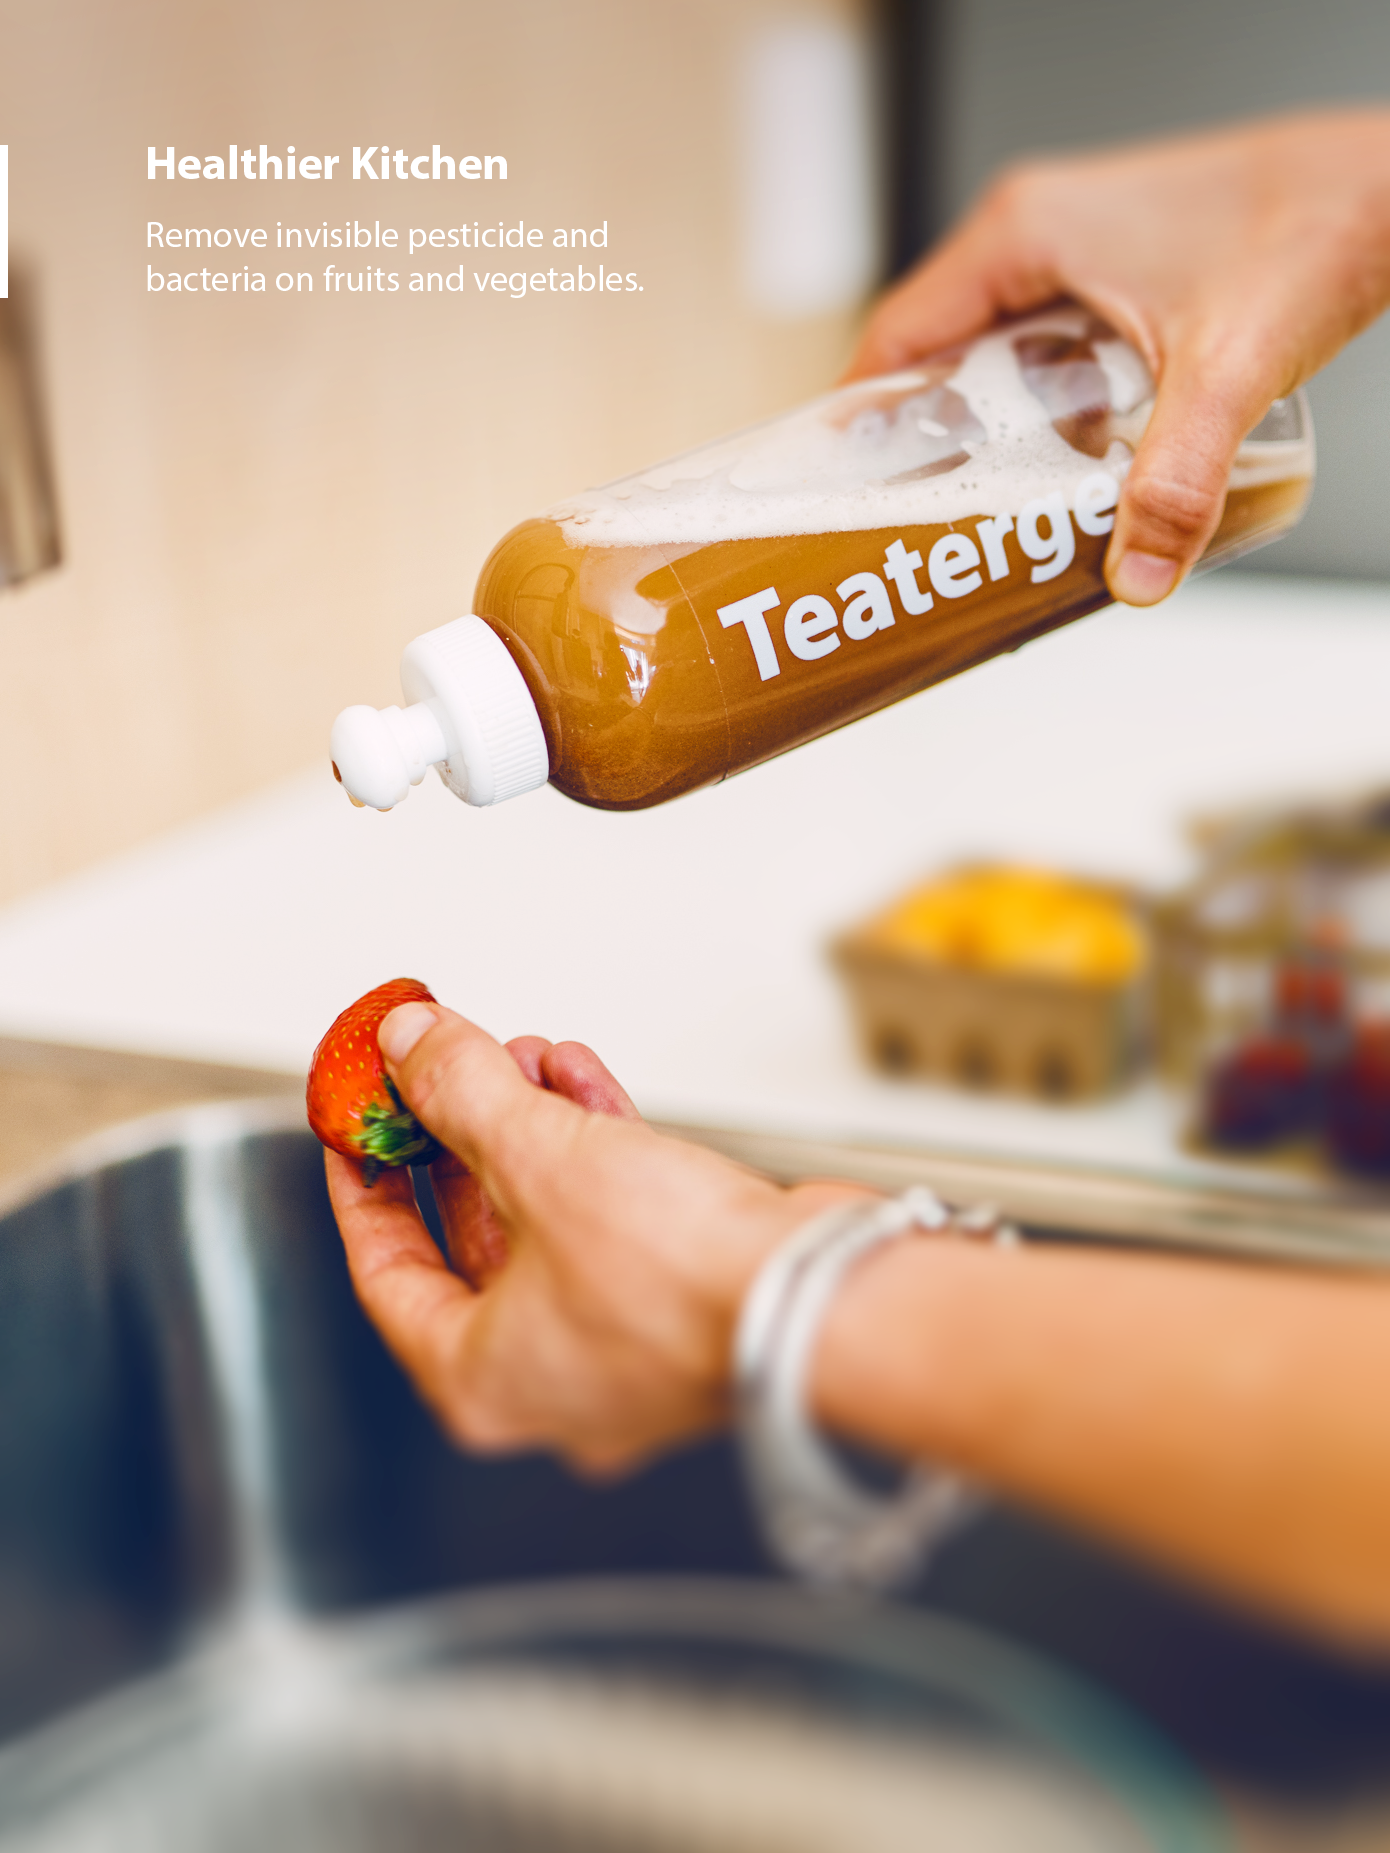 Healthier Kitchen
Remove invisible pesticide and
bacteria on fruits and vegetables.
Teaterge